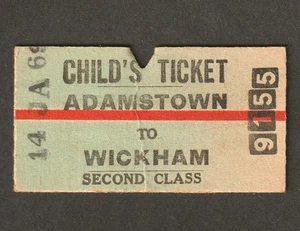 14 JA 69
CHILD'S TICKET
ADAMSTOWN
TO
WICKHAM
SECOND CLASS
9155